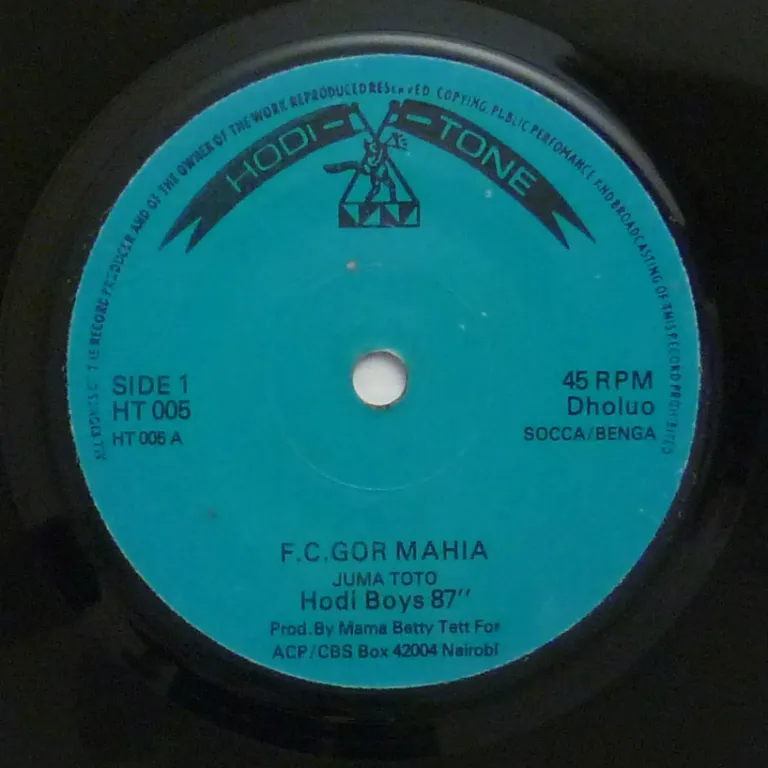 ALL RIGHTS OF THE RECORD PRODUCER AND OF THE OWNER OF THE WORK REPRODUCED RESERVED. COPYING, PUBLIC PERFOMANCE AND BROADCASTING OF THIS RECORD PROHIBITED
HODI-TONE
SIDE 1
HT 005
HT 005 A
45 RPM
Dholuo
SOCCA/BENGA
F.C.GOR MAHIA
JUMA TOTO
Hodi Boys 87"
Prod.By Mama Betty Tett For
ACP/CBS Box 42004 Nairobi